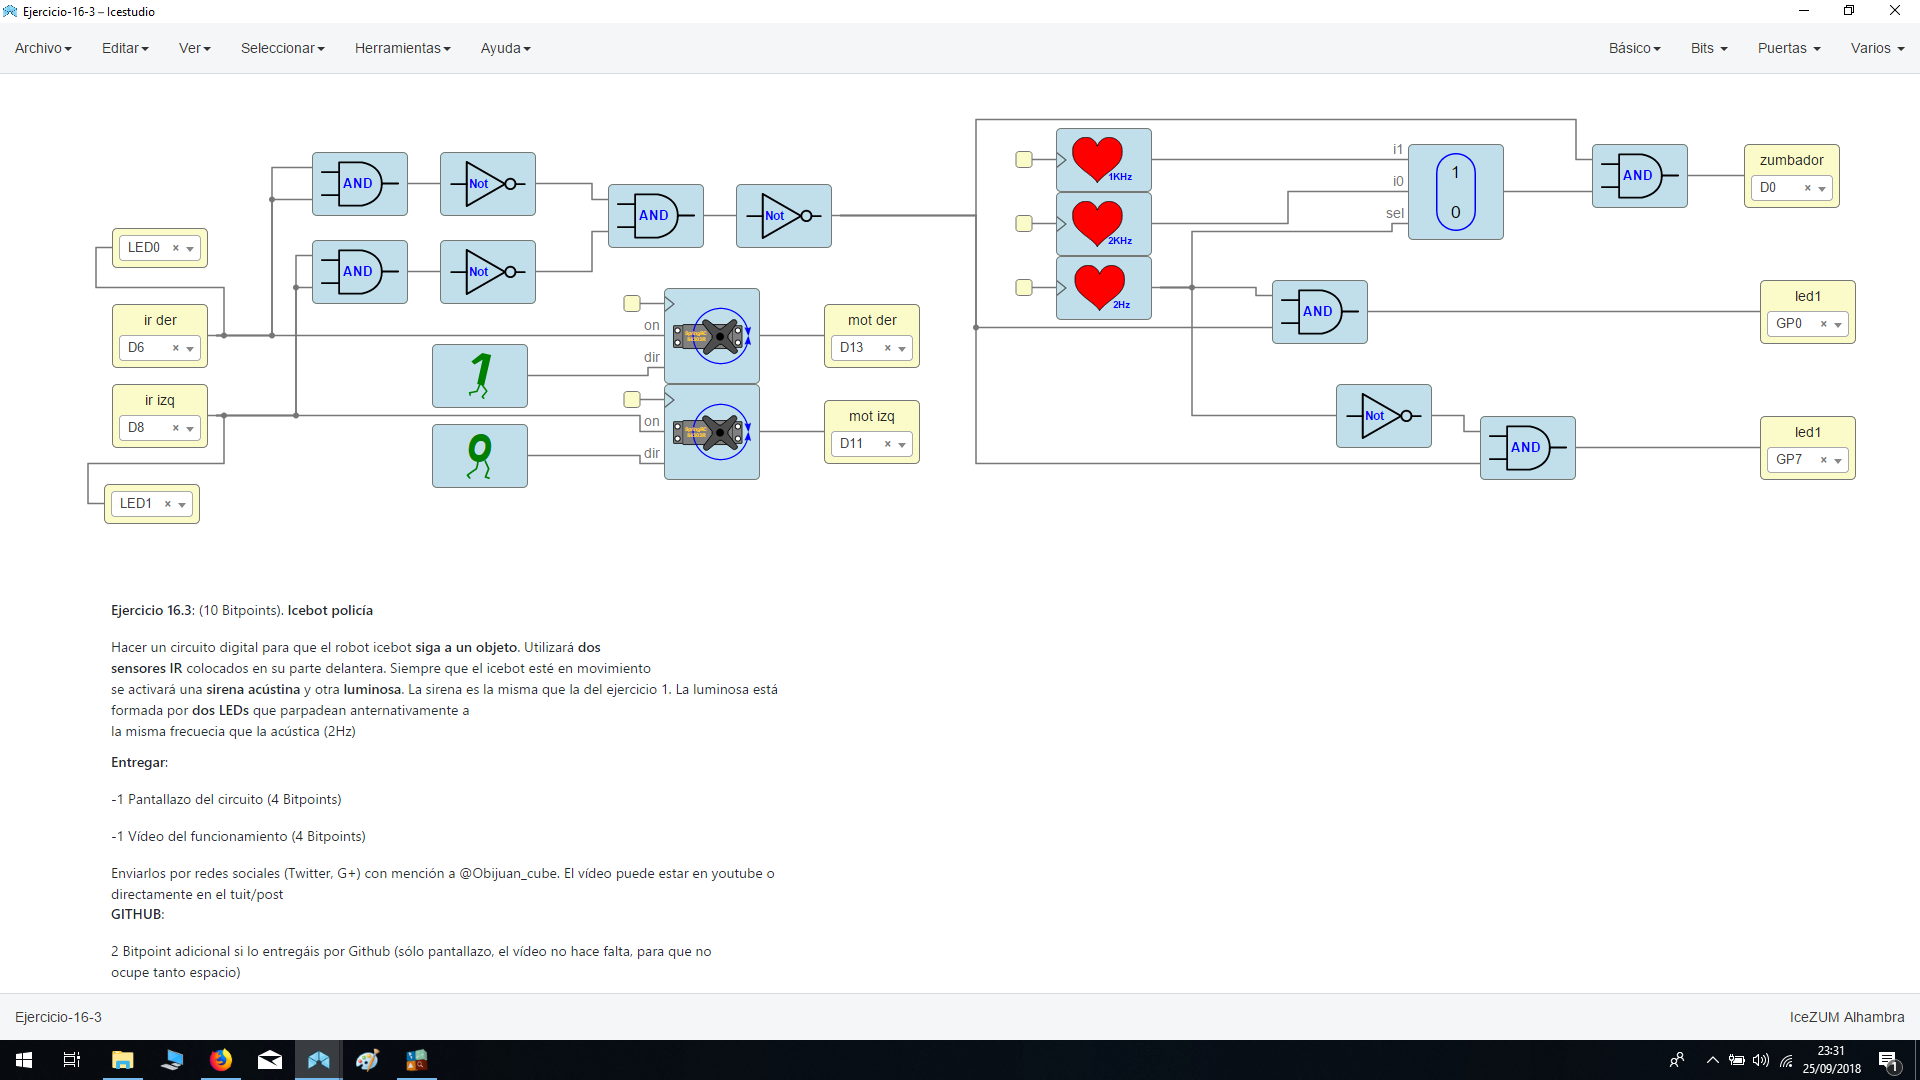 Ejercicio-16-3 – Icestudio
Archivo Editar Ver Seleccionar Herramientas Ayuda Básico Bits Puertas Varios
AND
Not
AND
Not
LED0
AND
Not
ir der
D6
ir izq
D8
LED1
1
0
on
dir
on
dir
mot der
D13
mot izq
D11
1KHz
2KHz
2Hz
i1
i0
sel
1
0
AND
zumbador
D0
AND
led1
GP0
Not
AND
led1
GP7
Ejercicio 16.3: (10 Bitpoints). Icebot policía
Hacer un circuito digital para que el robot icebot siga a un objeto. Utilizará dos
sensores IR colocados en su parte delantera. Siempre que el icebot esté en movimiento
se activará una sirena acústina y otra luminosa. La sirena es la misma que la del ejercicio 1. La luminosa está
formada por dos LEDs que parpadean anternativamente a
la misma frecuecia que la acústica (2Hz)
Entregar:
-1 Pantallazo del circuito (4 Bitpoints)
-1 Vídeo del funcionamiento (4 Bitpoints)
Enviarlos por redes sociales (Twitter, G+) con mención a @Obijuan_cube. El vídeo puede estar en youtube o
directamente en el tuit/post
GITHUB:
2 Bitpoint adicional si lo entregáis por Github (sólo pantallazo, el vídeo no hace falta, para que no
ocupe tanto espacio)
Ejercicio-16-3
IceZUM Alhambra
23:31
25/09/2018
1